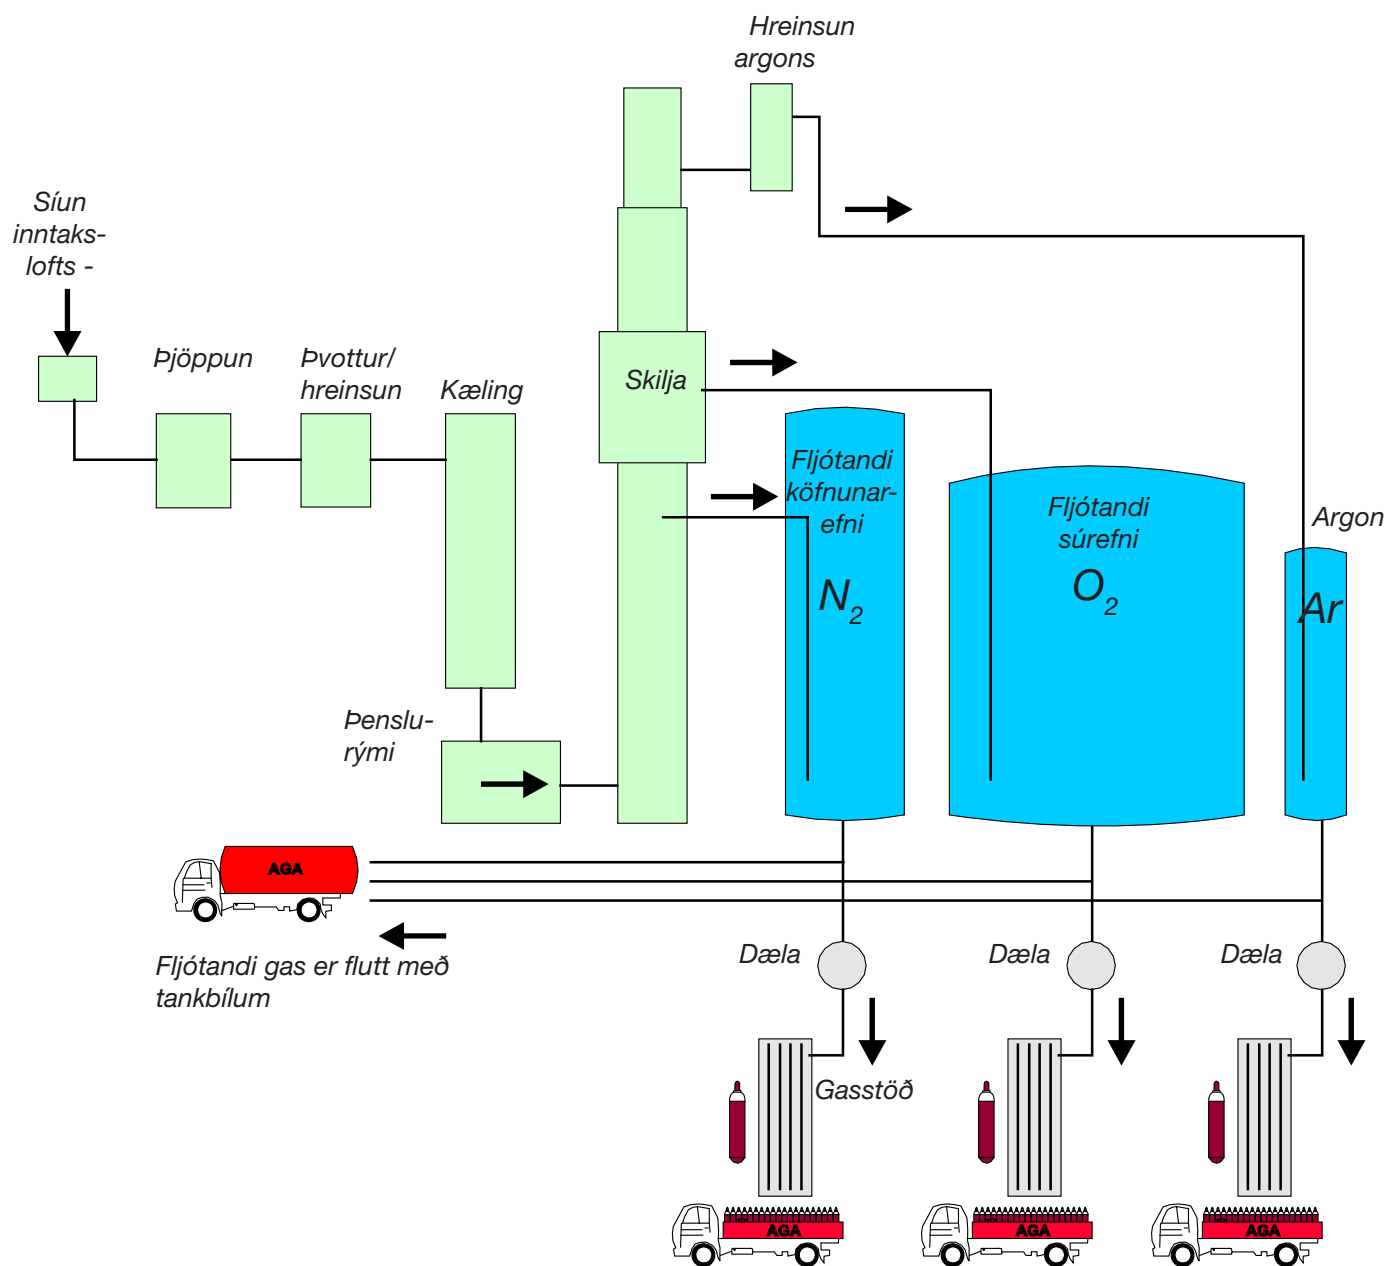 Hreinsun
argons
Síun
inntaks-
lofts -
Þjöppun
Þvottur/
hreinsun
Kæling
Skilja
Fljótandi
köfnunar-
efni
N2
Fljótandi
súrefni
O2
Argon
Ar
Þenslu-
rými
AGA
Fljótandi gas er flutt með
tankbílum
Dæla
Dæla
Dæla
Gasstöð
AGA
AGA
AGA